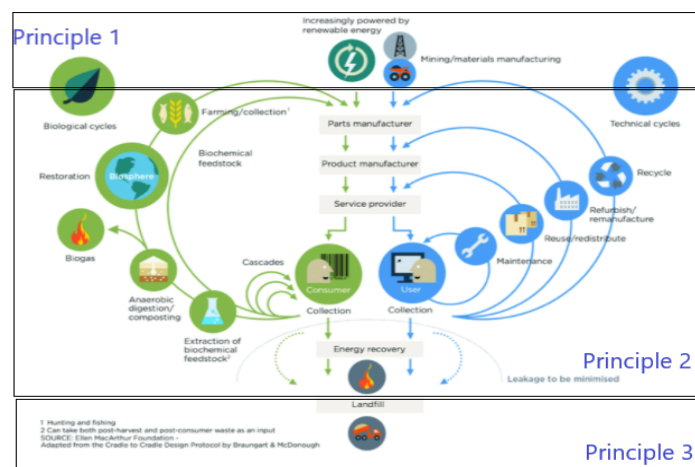 Principle 1
Increasingly powered by
renewable energy
Mining/materials manufacturing
Biological cycles
Farming/collection¹
Parts manufacturer
Technical cycles
Biochemical
feedstock
Product manufacturer
Restoration
Biosphere
Recycle
Service provider
Refurbish/
remanufacture
Reuse/redistribute
Biogas
Cascades
Maintenance
Consumer
User
Anaerobic
digestion/
composting
Collection
Collection
Extraction of
biochemical
feedstock²
Energy recovery
Principle 2
Leakage to be minimised
Landfill
1 Hunting and fishing
2 Can take both post-harvest and post-consumer waste as an input
SOURCE: Ellen MacArthur Foundation -
Adapted from the Cradle to Cradle Design Protocol by Braungart & McDonough
Principle 3